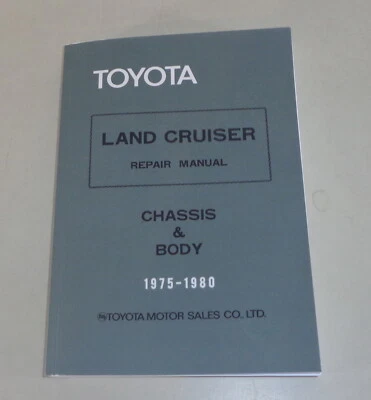 TOYOTA
LAND CRUISER
REPAIR MANUAL
CHASSIS
&
BODY
1975-1980
TOYOTA MOTOR SALES CO., LTD.